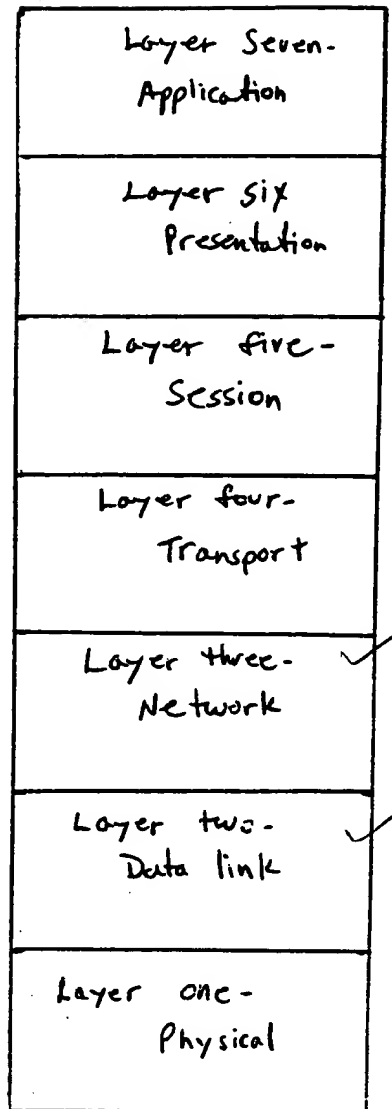 Layer Seven-
Application
Layer six
Presentation
Layer five-
Session
Layer four-
Transport
Layer three-
Network
Layer two-
Data link
Layer one-
Physical